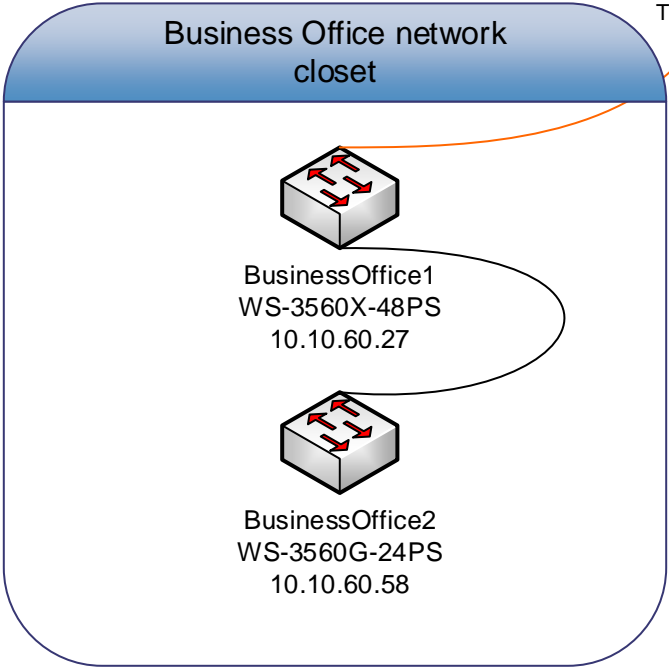 Business Office network
closet
T
BusinessOffice1
WS-3560X-48PS
10.10.60.27
BusinessOffice2
WS-3560G-24PS
10.10.60.58